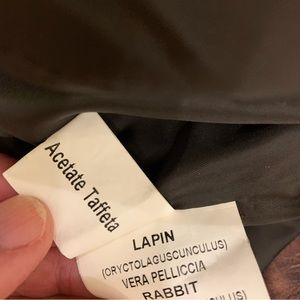 Acetate Taffeta
LAPIN
(ORYCTOLAGUSCUNCULUS)
VERA PELLICCIA
RABBIT